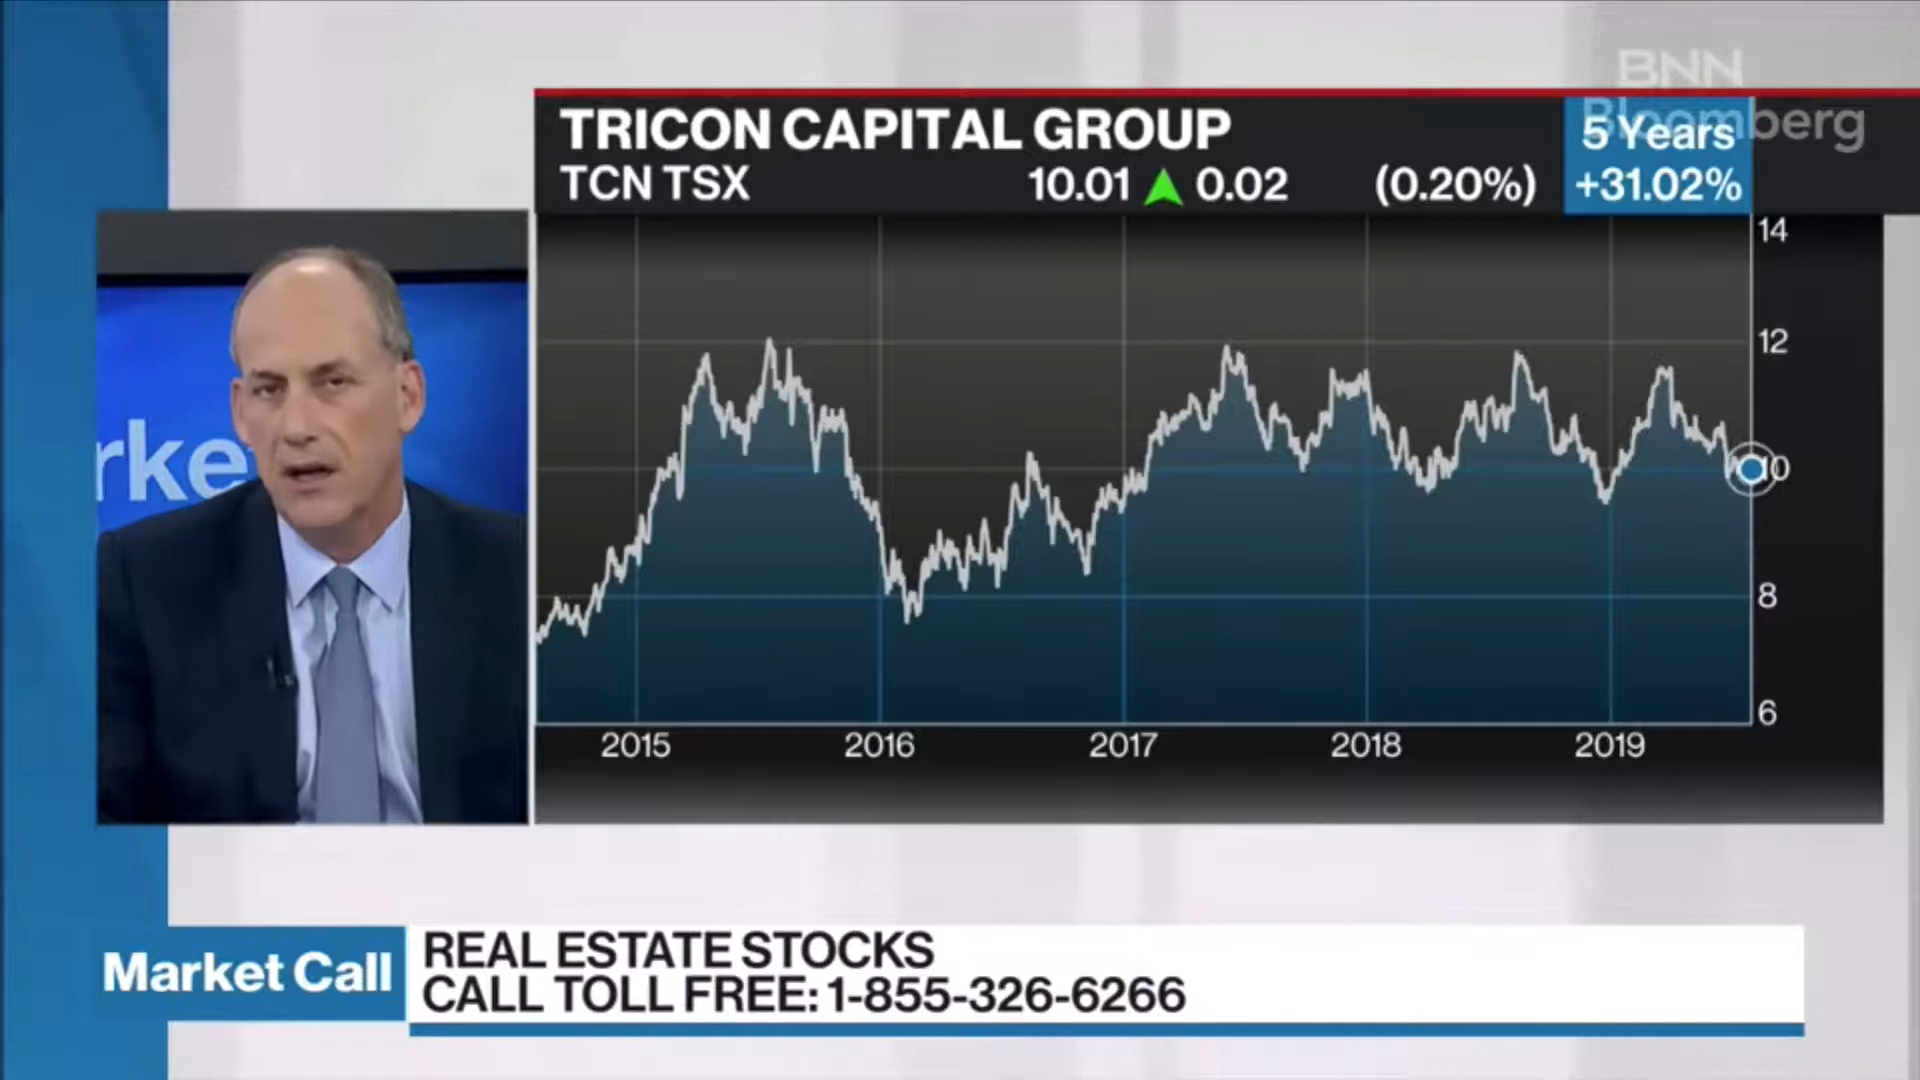 BNN
Bloomberg
TRICON CAPITAL GROUP
TCN TSX
10.01 ▲ 0.02 (0.20%)
5 Years
+31.02%
14
12
10
8
6
2015 2016 2017 2018 2019
rke
Market Call
REAL ESTATE STOCKS
CALL TOLL FREE: 1-855-326-6266